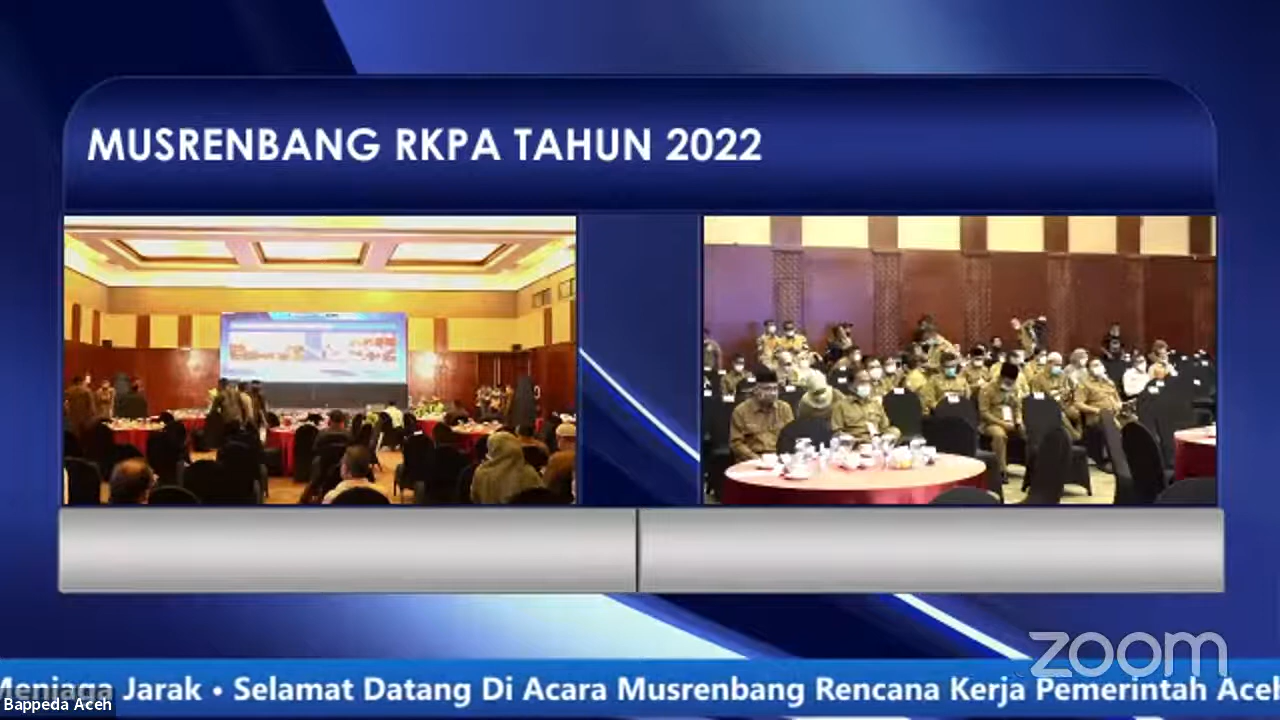 MUSRENBANG RKPA TAHUN 2022
zoom
Menjaga Jarak • Selamat Datang Di Acara Musrenbang Rencana Kerja Pemerintah Aceh
Bappeda Aceh